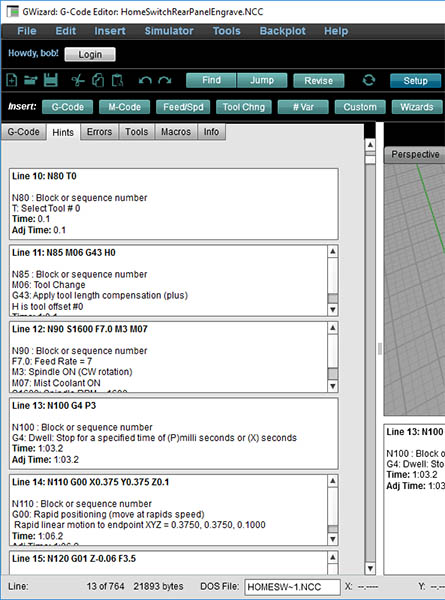 GWizard: G-Code Editor: HomeSwitchRearPanelEngrave.NCC
File Edit Insert Simulator Tools Backplot Help
Howdy, bob! Login
Find Jump Revise Setup
Insert: G-Code M-Code Feed/Spd Tool Chng # Var Custom Wizards
G-Code Hints Errors Tools Macros Info
Perspective
Line 10: N80 T0
N80 : Block or sequence number
T: Select Tool # 0
Time: 0.1
Adj Time: 0.1
Line 11: N85 M06 G43 H0
N85 : Block or sequence number
M06: Tool Change
G43: Apply tool length compensation (plus)
H is tool offset #0
Line 12: N90 S1600 F7.0 M3 M07
N90 : Block or sequence number
F7.0: Feed Rate = 7
M3: Spindle ON (CW rotation)
M07: Mist Coolant ON
Line 13: N100 G4 P3
N100 : Block or sequence number
G4: Dwell: Stop for a specified time of (P)milli seconds or (X) seconds
Time: 1:03.2
Adj Time: 1:03.2
Line 14: N110 G00 X0.375 Y0.375 Z0.1
N110 : Block or sequence number
G00: Rapid positioning (move at rapids speed)
Rapid linear motion to endpoint XYZ = 0.3750, 0.3750, 0.1000
Time: 1:06.2
Line 15: N120 G01 Z-0.06 F3.5
Line 13: N100
N100 : Block or
G4: Dwell: Sto
Time: 1:03.2
Adj Time: 1:03
Line: 13 of 764 21893 bytes DOS File: HOMESW~1.NCC X: --.---- Y: --.----